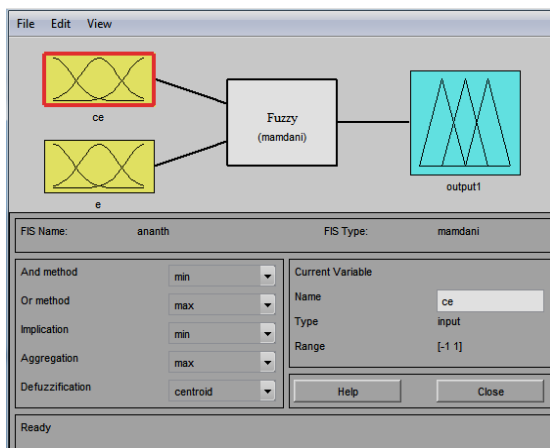 File Edit View
ce
Fuzzy
(mamdani)
e
output1
FIS Name: ananth FIS Type: mamdani
And method min
Or method max
Implication min
Aggregation max
Defuzzification centroid
Current Variable
Name ce
Type input
Range [-1 1]
Help Close
Ready